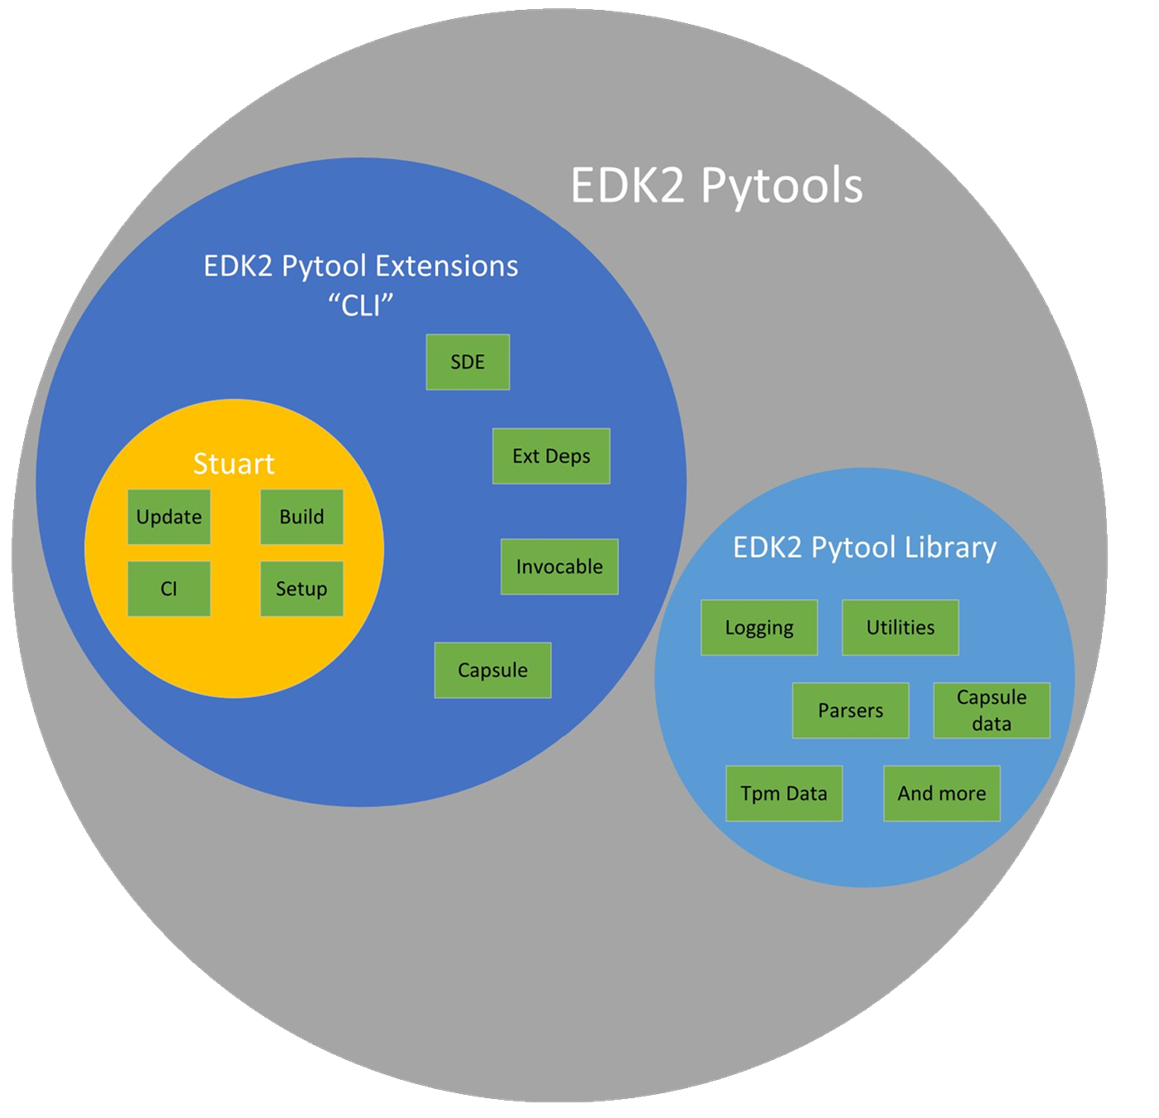 EDK2 Pytools
EDK2 Pytool Extensions
“CLI”
SDE
Ext Deps
Invocable
Capsule
Stuart
Update
Build
CI
Setup
EDK2 Pytool Library
Logging
Utilities
Parsers
Capsule
data
Tpm Data
And more